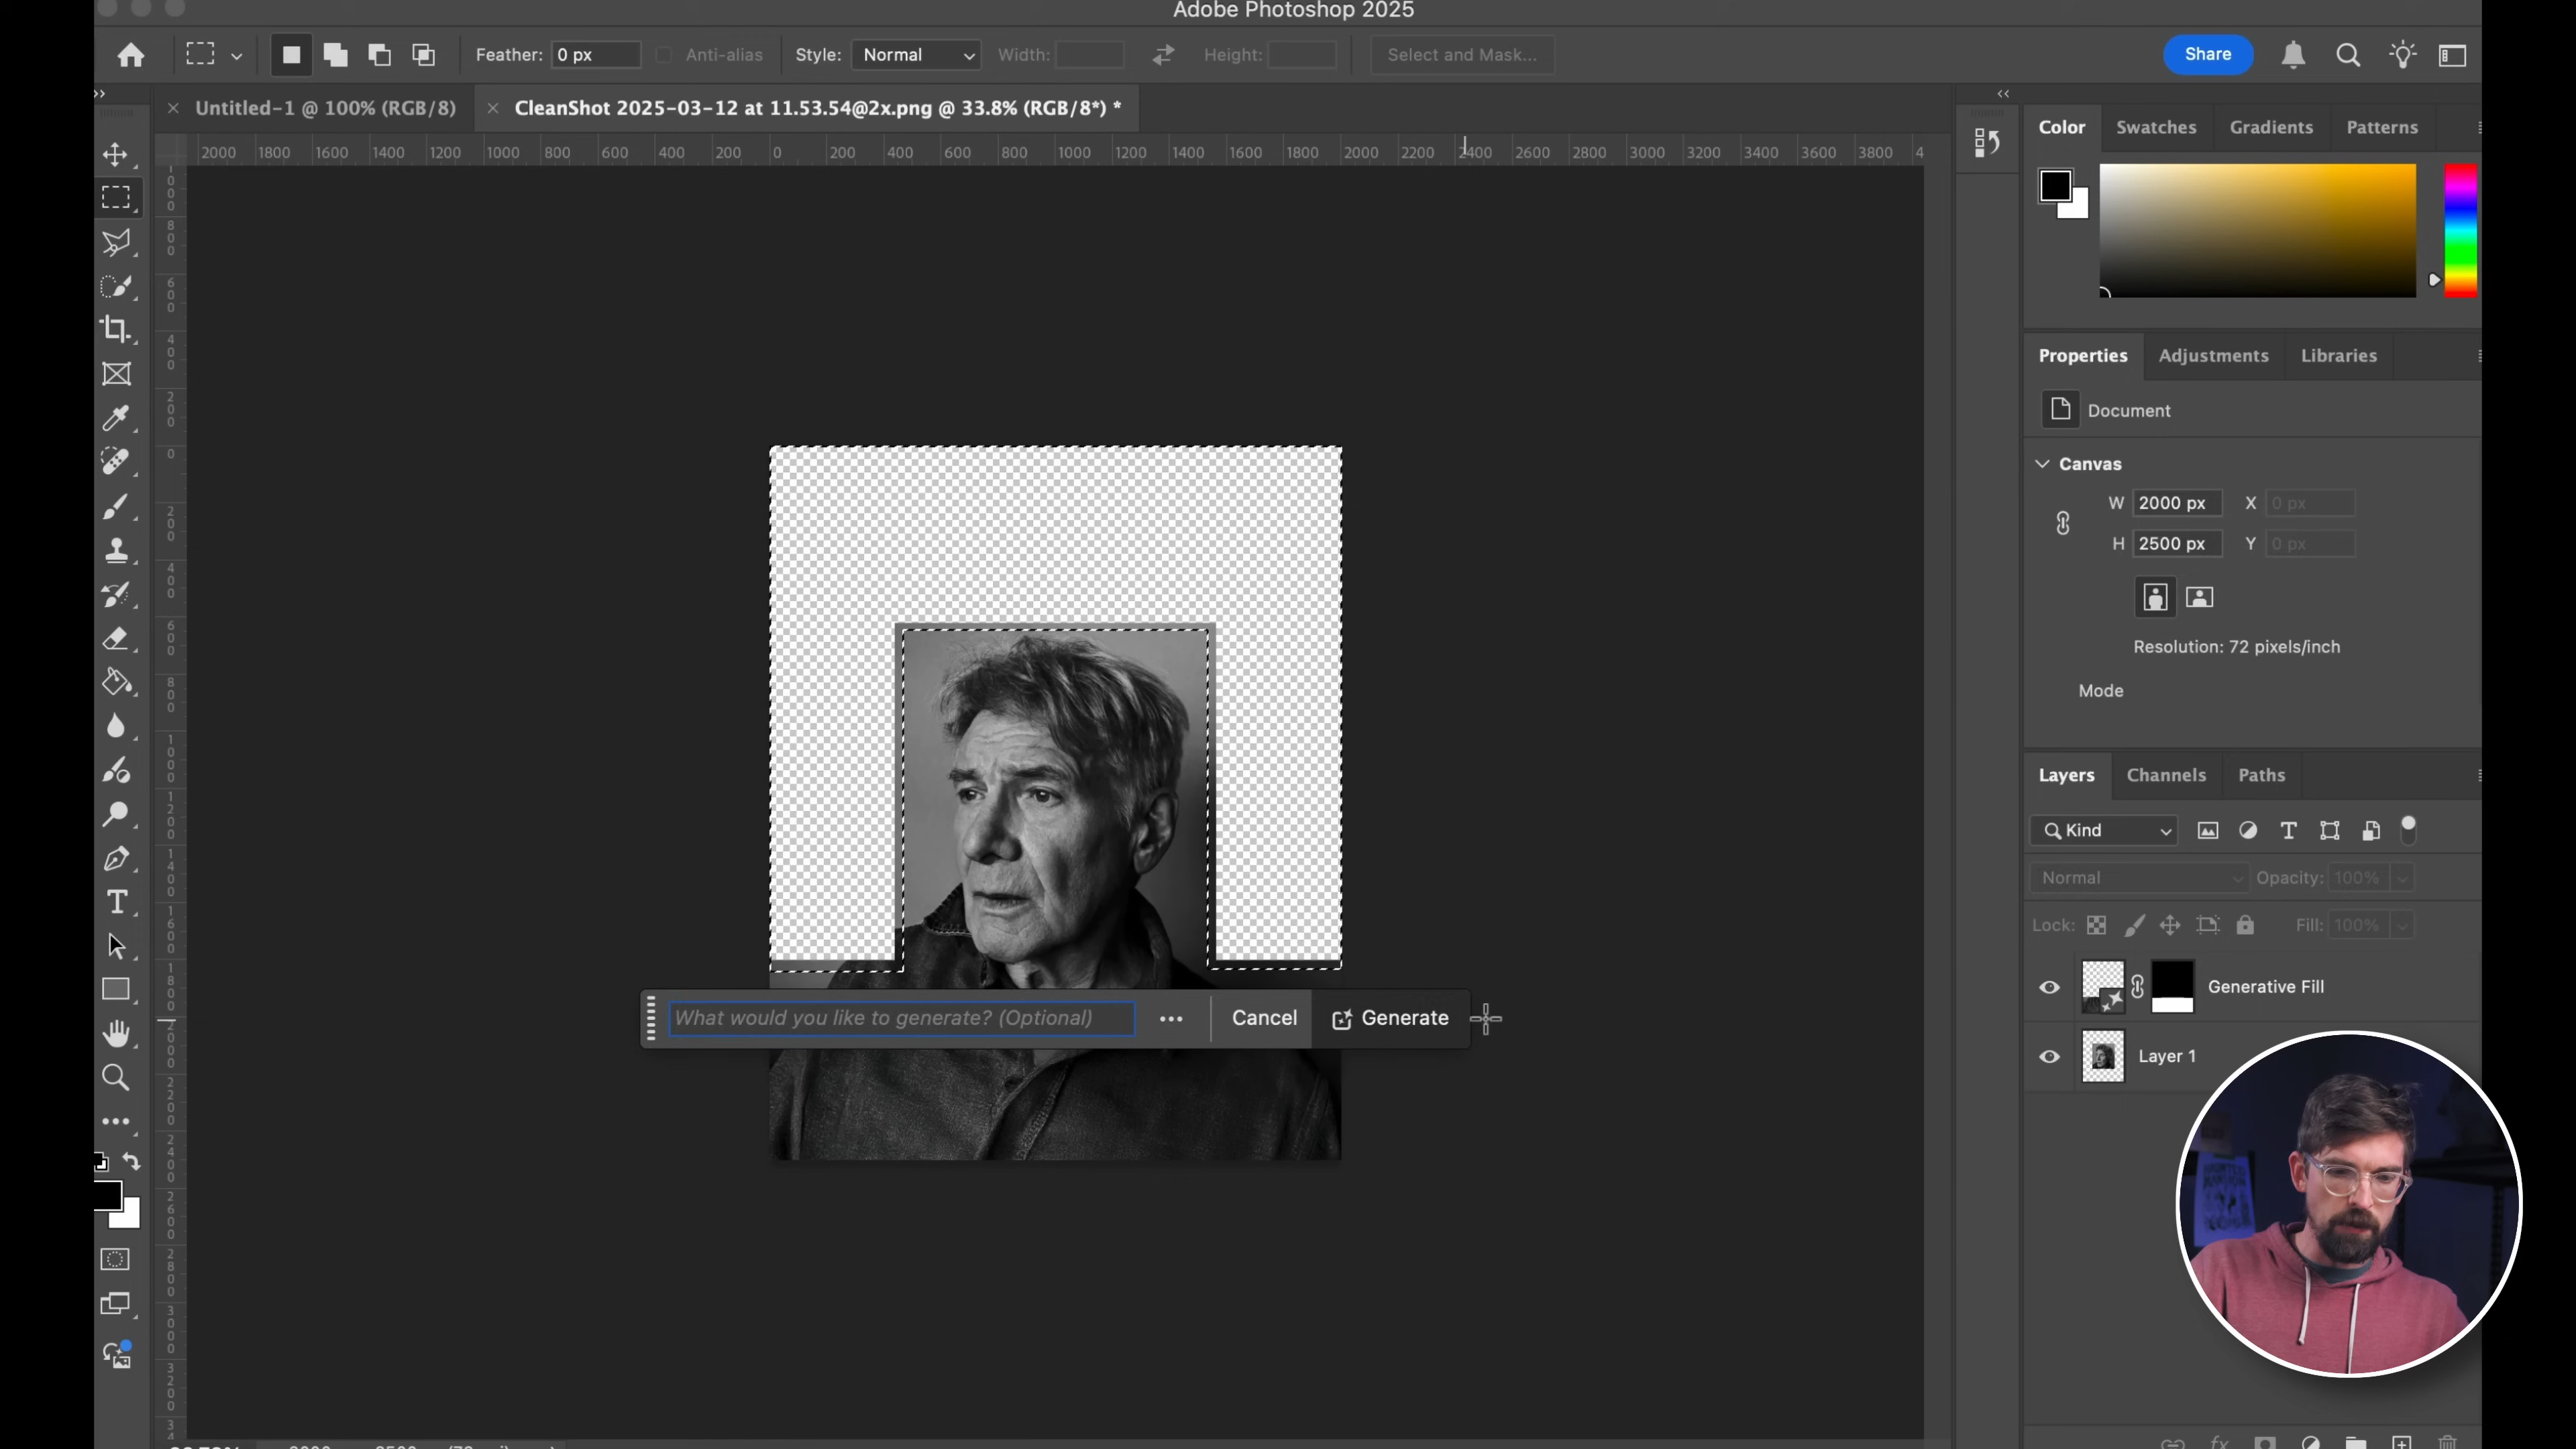 Adobe Photoshop 2025
Feather: 0 px Anti-alias Style: Normal Width: Height: Select and Mask... Share
Untitled-1 @ 100% (RGB/8) CleanShot 2025-03-12 at 11.53.54@2x.png @ 33.8% (RGB/8*) *
2000 1800 1600 1400 1200 1000 800 600 400 200 0 200 400 600 800 1000 1200 1400 1600 1800 2000 2200 2400 2600 2800 3000 3200 3400 3600 3800 4
Color Swatches Gradients Patterns
Properties Adjustments Libraries
Document
Canvas
W 2000 px X 0 px
H 2500 px Y 0 px
Resolution: 72 pixels/inch
Mode
Layers Channels Paths
Kind
Normal Opacity: 100%
Lock: Fill: 100%
Generative Fill
Layer 1
What would you like to generate? (Optional) Cancel Generate